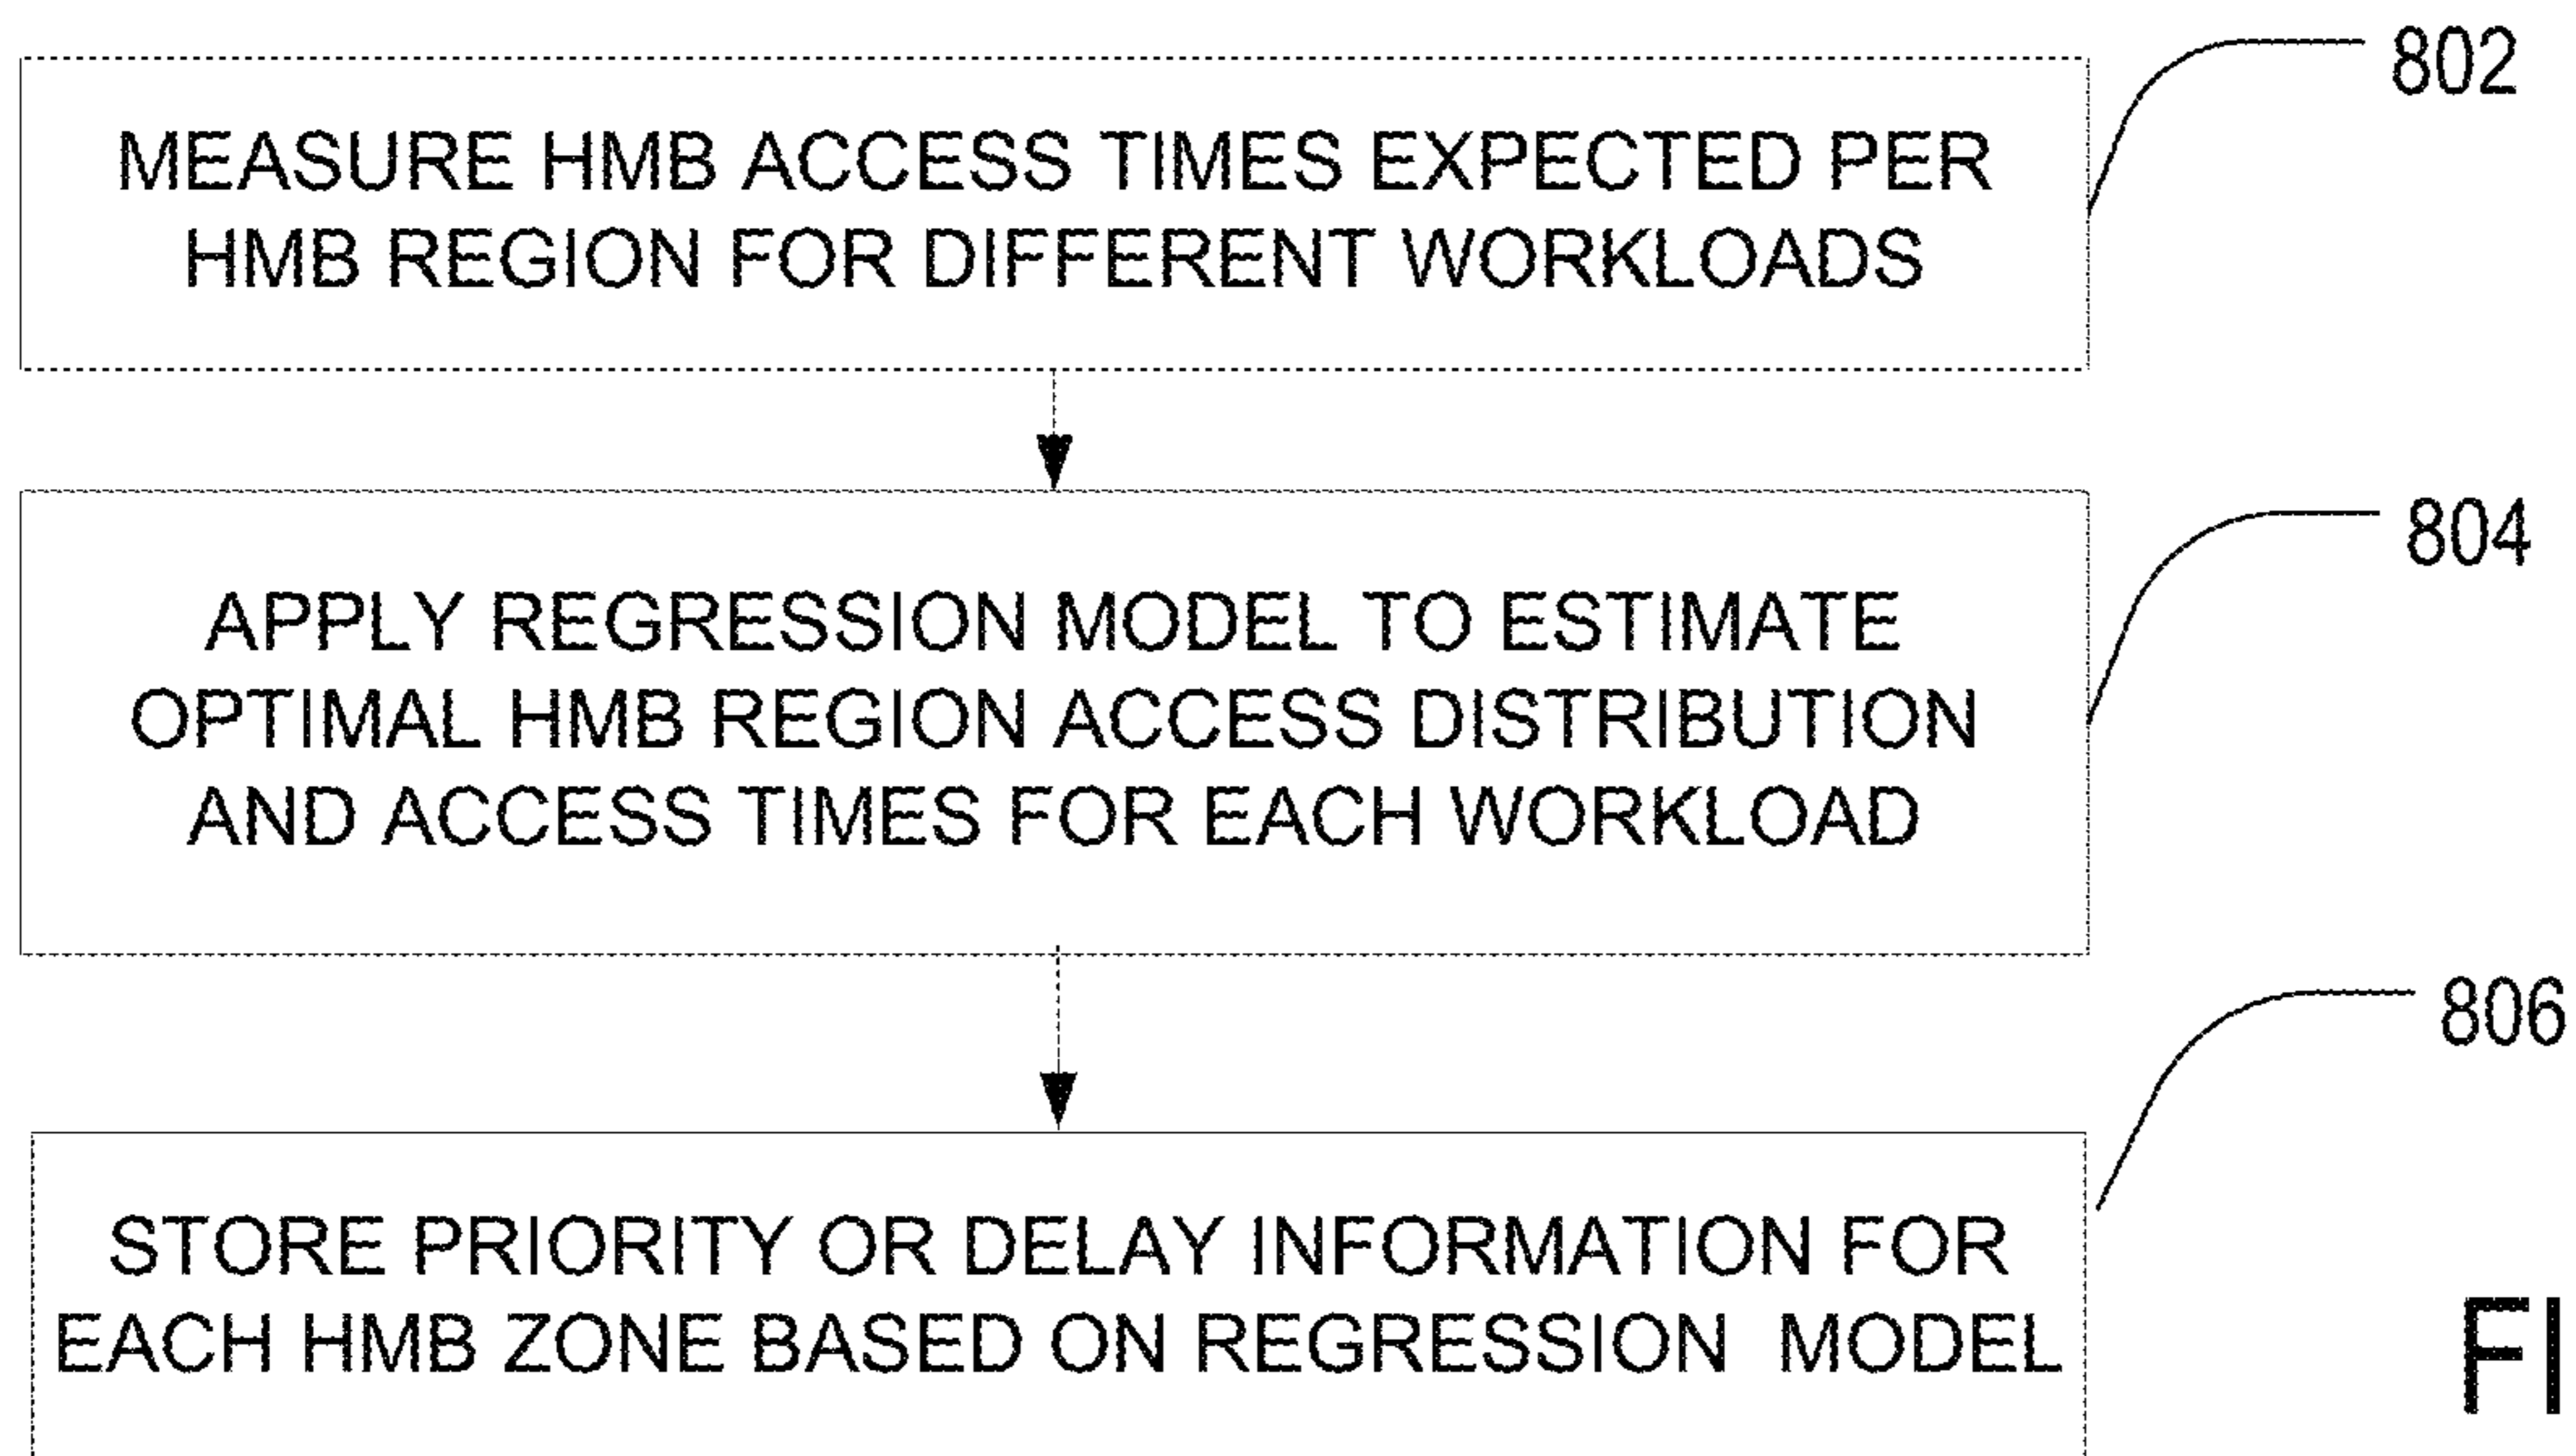 802
MEASURE HMB ACCESS TIMES EXPECTED PER
HMB REGION FOR DIFFERENT WORKLOADS
804
APPLY REGRESSION MODEL TO ESTIMATE
OPTIMAL HMB REGION ACCESS DISTRIBUTION
AND ACCESS TIMES FOR EACH WORKLOAD
806
STORE PRIORITY OR DELAY INFORMATION FOR
EACH HMB ZONE BASED ON REGRESSION MODEL
FI